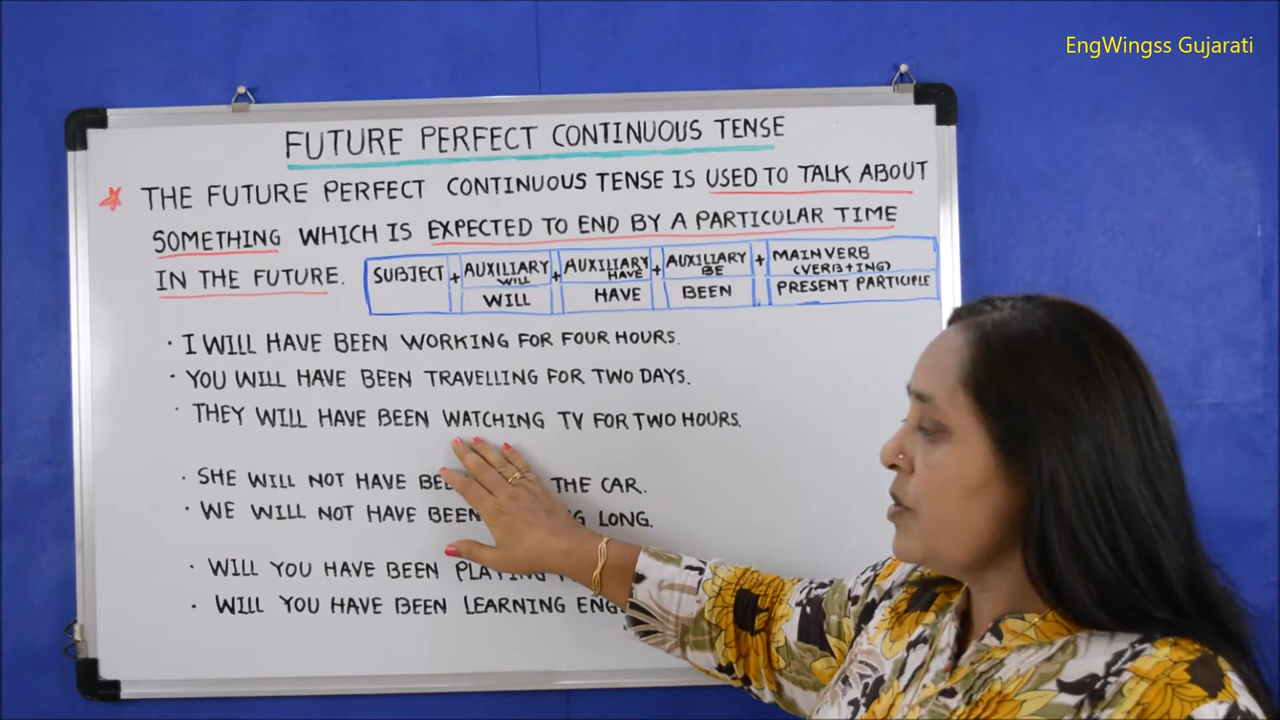 EngWingss Gujarati
FUTURE PERFECT CONTINUOUS TENSE
THE FUTURE PERFECT CONTINUOUS TENSE IS USED TO TALK ABOUT
SOMETHING WHICH IS EXPECTED TO END BY A PARTICULAR TIME
IN THE FUTURE.
SUBJECT + AUXILIARY WILL + AUXILIARY HAVE + AUXILIARY BE + MAIN VERB (VERB+ING)
WILL HAVE BEEN PRESENT PARTICIPLE
· I WILL HAVE BEEN WORKING FOR FOUR HOURS.
· YOU WILL HAVE BEEN TRAVELLING FOR TWO DAYS.
· THEY WILL HAVE BEEN WATCHING TV FOR TWO HOURS.
· SHE WILL NOT HAVE THE CAR.
· WE WILL NOT HAVE BEEN LONG.
· WILL YOU HAVE BEEN PLAYING
· WILL YOU HAVE BEEN LEARNING